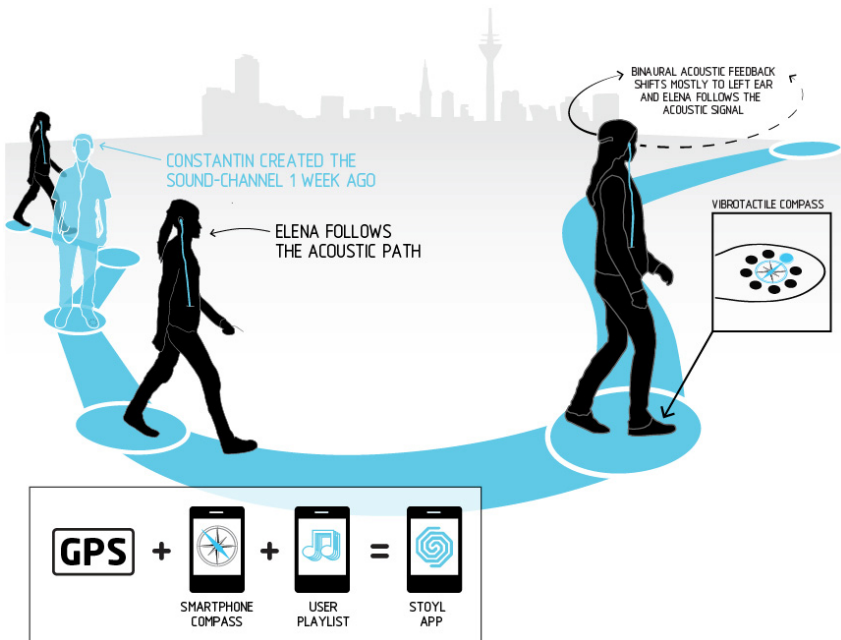 BINAURAL ACOUSTIC FEEDBACK
SHIFTS MOSTLY TO LEFT EAR
AND ELENA FOLLOWS THE
ACOUSTIC SIGNAL
CONSTANTIN CREATED THE
SOUND-CHANNEL 1 WEEK AGO
ELENA FOLLOWS
THE ACOUSTIC PATH
VIBROTACTILE COMPASS
GPS + + =
SMARTPHONE
COMPASS
USER
PLAYLIST
STOYL
APP